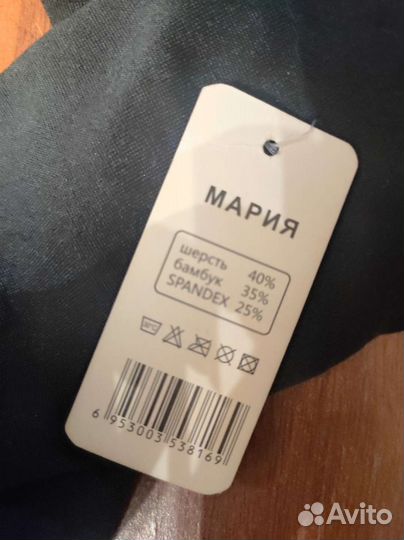 МАРИЯ
шерсть 40%
бамбук 35%
SPANDEX 25%
6 953003 538169
Avito